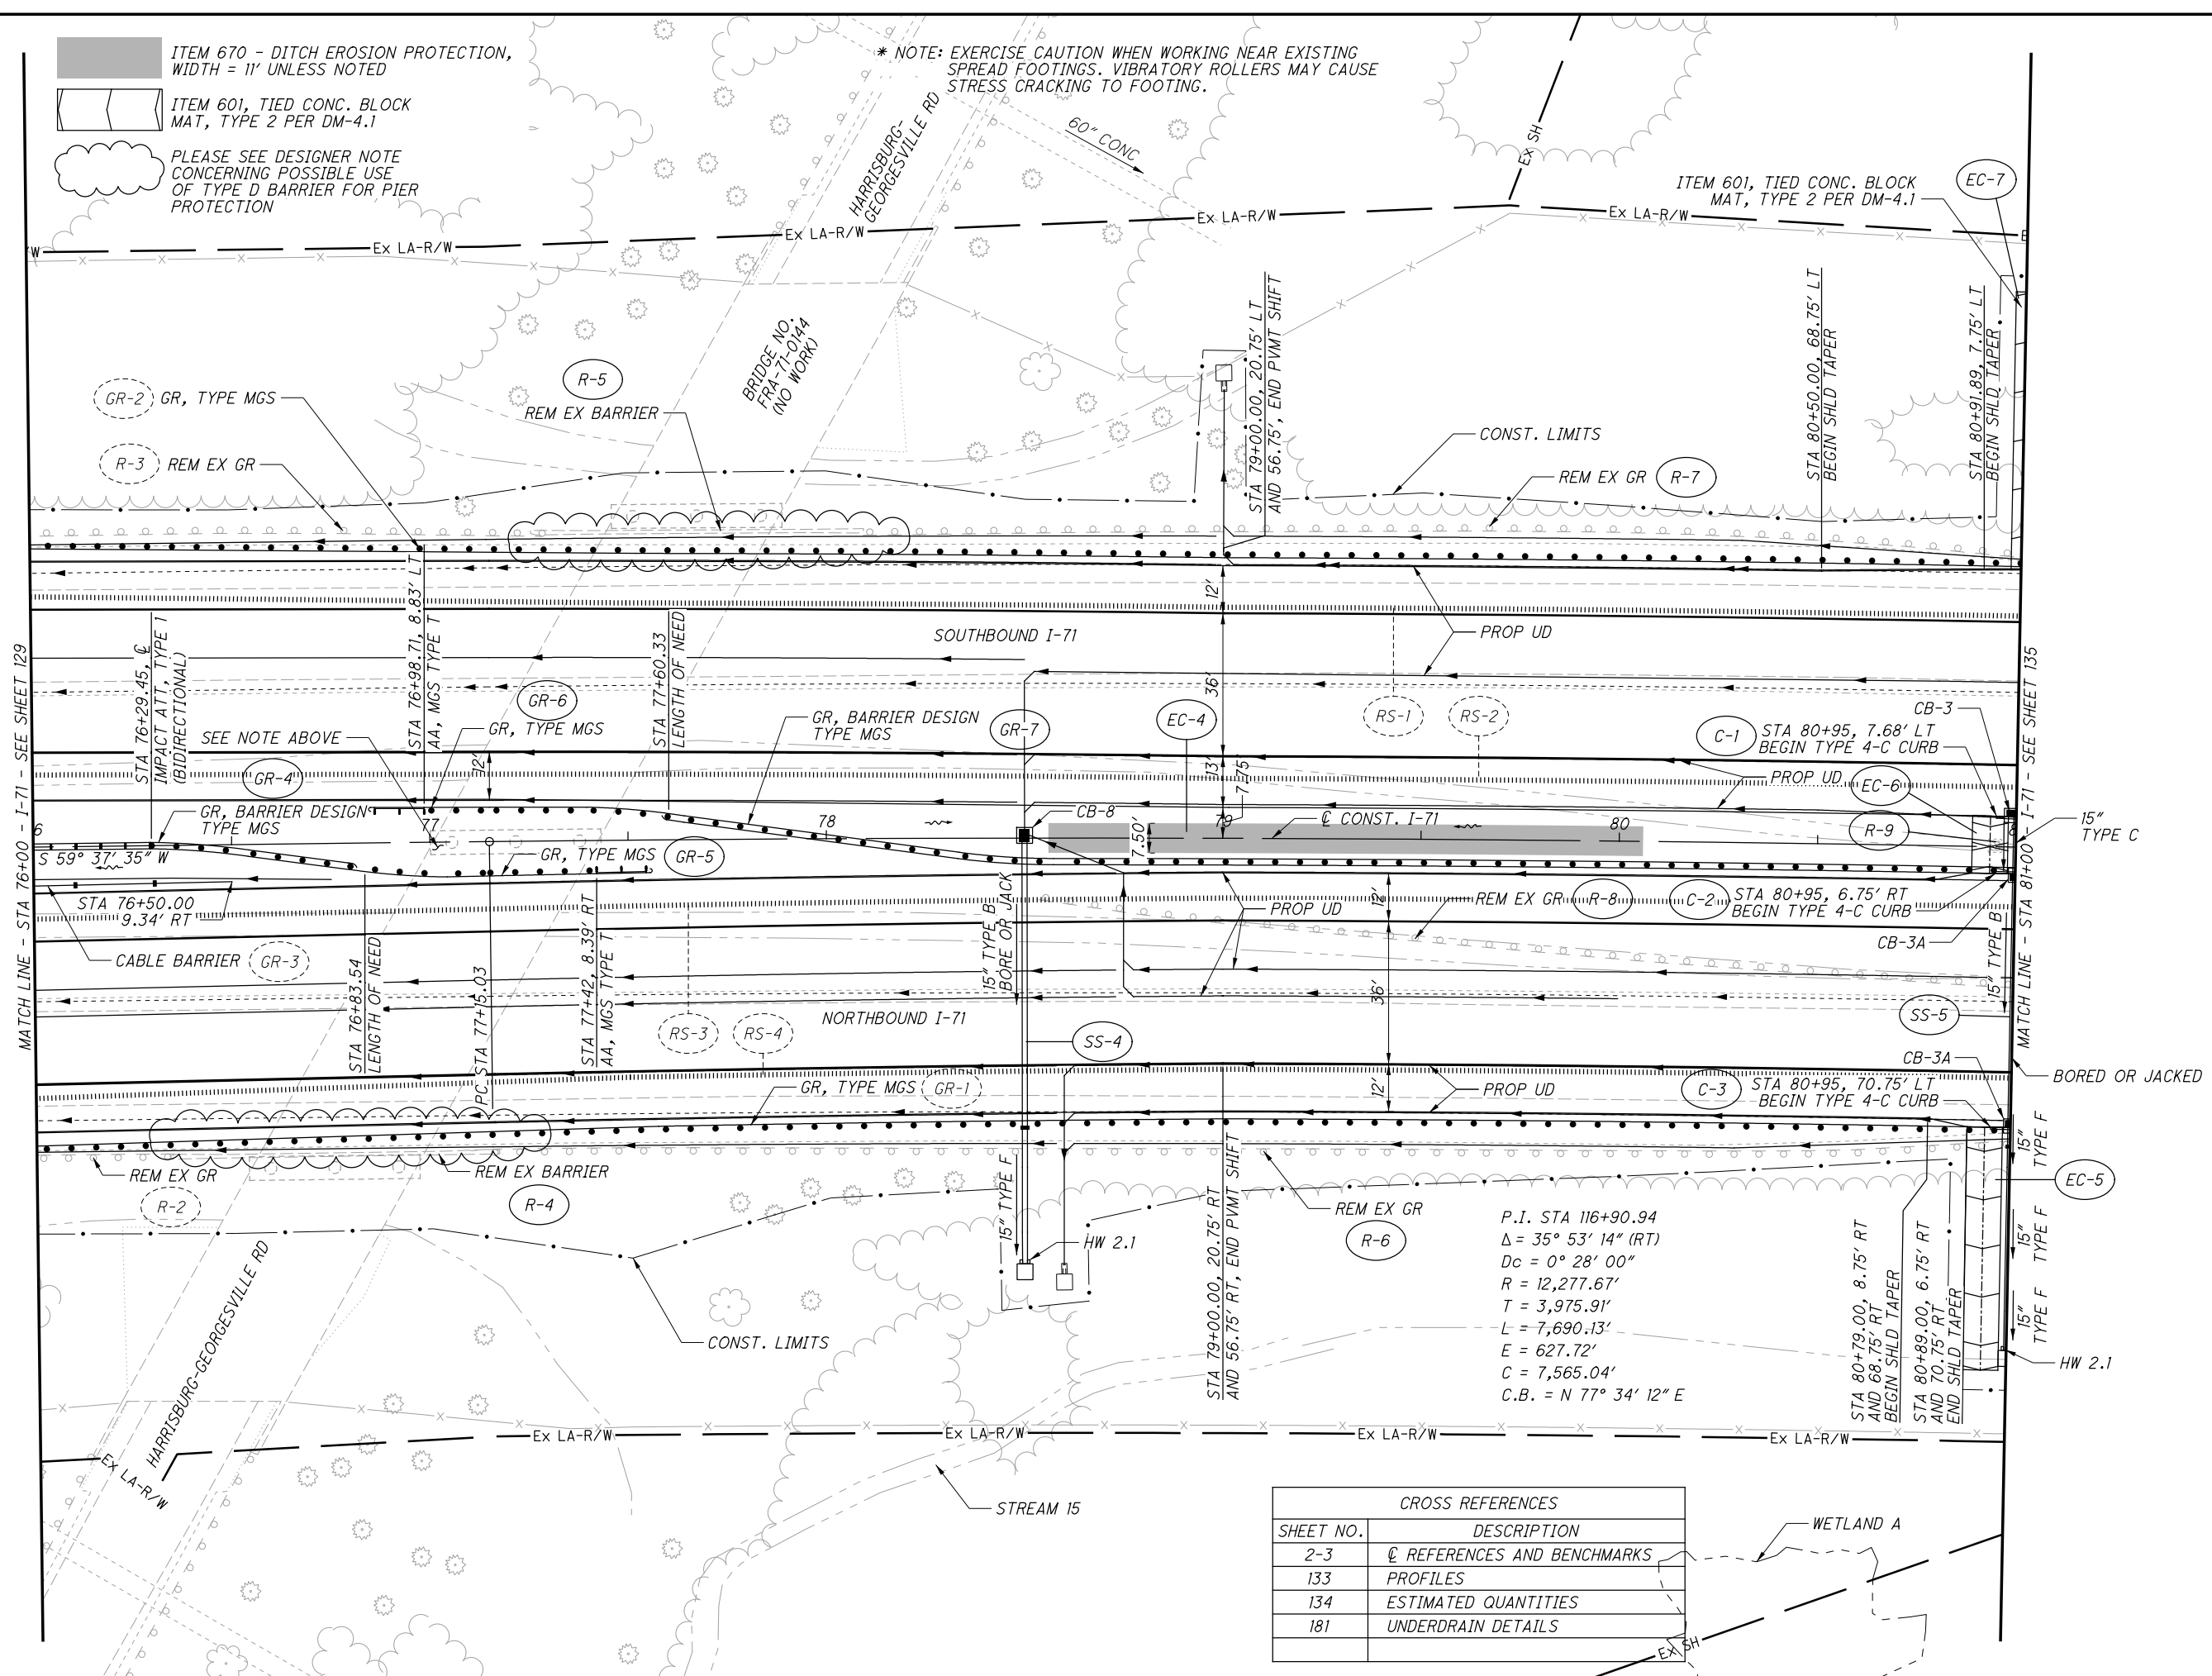 ITEM 670 - DITCH EROSION PROTECTION,
WIDTH = 11' UNLESS NOTED
ITEM 601, TIED CONC. BLOCK
MAT, TYPE 2 PER DM-4.1
PLEASE SEE DESIGNER NOTE
CONCERNING POSSIBLE USE
OF TYPE D BARRIER FOR PIER
PROTECTION
* NOTE: EXERCISE CAUTION WHEN WORKING NEAR EXISTING
SPREAD FOOTINGS. VIBRATORY ROLLERS MAY CAUSE
STRESS CRACKING TO FOOTING.
HARRISBURG-
GEORGESVILLE RD
60" CONC
Ex SH
ITEM 601, TIED CONC. BLOCK
MAT, TYPE 2 PER DM-4.1
EC-7
W
Ex LA-R/W
Ex LA-R/W
Ex LA-R/W
Ex LA-R/W
E
BRIDGE NO.
FRA-71-0144
(NO WORK)
GR-2
GR, TYPE MGS
R-3
REM EX GR
R-5
REM EX BARRIER
STA 79+00.00, 20.75' LT
AND 56.75', END PVMT SHIFT
CONST. LIMITS
REM EX GR
R-7
STA 80+50.00, 68.75' LT
BEGIN SHLD TAPER
STA 80+91.89, 7.75' LT
BEGIN SHLD TAPER
MATCH LINE - STA 76+00 - I-71 - SEE SHEET 129
STA 76+29.45, ℄
IMPACT ATT, TYPE 1
(BIDIRECTIONAL)
STA 76+98.71, 8.83' LT
AA, MGS TYPE T
GR-6
GR, TYPE MGS
STA 77+60.33
LENGTH OF NEED
SOUTHBOUND I-71
12'
36'
13'
7.75'
PROP UD
RS-1
RS-2
SEE NOTE ABOVE
GR-4
12'
GR, BARRIER DESIGN
TYPE MGS
GR-7
EC-4
CB-3
C-1
STA 80+95, 7.68' LT
BEGIN TYPE 4-C CURB
PROP UD
EC-6
R-9
15"
TYPE C
MATCH LINE - STA 81+00 - I-71 - SEE SHEET 135
GR, BARRIER DESIGN
TYPE MGS
6
77
78
79
80
8
CB-8
7.50'
℄ CONST. I-71
S 59° 37' 35" W
GR, TYPE MGS
GR-5
STA 76+50.00
9.34' RT
CABLE BARRIER
GR-3
STA 76+83.54
LENGTH OF NEED
PC STA 77+15.03
STA 77+42, 8.39' RT
AA, MGS TYPE T
RS-3
RS-4
15" TYPE B
BORE OR JACK
PROP UD
12'
36'
12'
REM EX GR
R-8
C-2
STA 80+95, 6.75' RT
BEGIN TYPE 4-C CURB
CB-3A
15" TYPE B
SS-5
NORTHBOUND I-71
SS-4
CB-3A
BORED OR JACKED
GR, TYPE MGS
GR-1
PROP UD
C-3
STA 80+95, 70.75' LT
BEGIN TYPE 4-C CURB
REM EX GR
R-2
REM EX BARRIER
R-4
15" TYPE F
HW 2.1
STA 79+00.00, 20.75' RT
AND 56.75' RT, END PVMT SHIFT
REM EX GR
R-6
15"
TYPE F
15"
TYPE F
15"
TYPE F
EC-5
HW 2.1
P.I. STA 116+90.94
Δ = 35° 53' 14" (RT)
Dc = 0° 28' 00"
R = 12,277.67'
T = 3,975.91'
L = 7,690.13'
E = 627.72'
C = 7,565.04'
C.B. = N 77° 34' 12" E
STA 80+79.00, 8.75' RT
AND 68.75' RT
BEGIN SHLD TAPER
STA 80+89.00, 6.75' RT
AND 70.75' RT
END SHLD TAPER
HARRISBURG-GEORGESVILLE RD
CONST. LIMITS
Ex LA-R/W
Ex LA-R/W
Ex LA-R/W
Ex LA-R/W
Ex LA-R/W
STREAM 15
CROSS REFERENCES
SHEET NO. DESCRIPTION
2-3 ℄ REFERENCES AND BENCHMARKS
133 PROFILES
134 ESTIMATED QUANTITIES
181 UNDERDRAIN DETAILS
WETLAND A
Ex SH